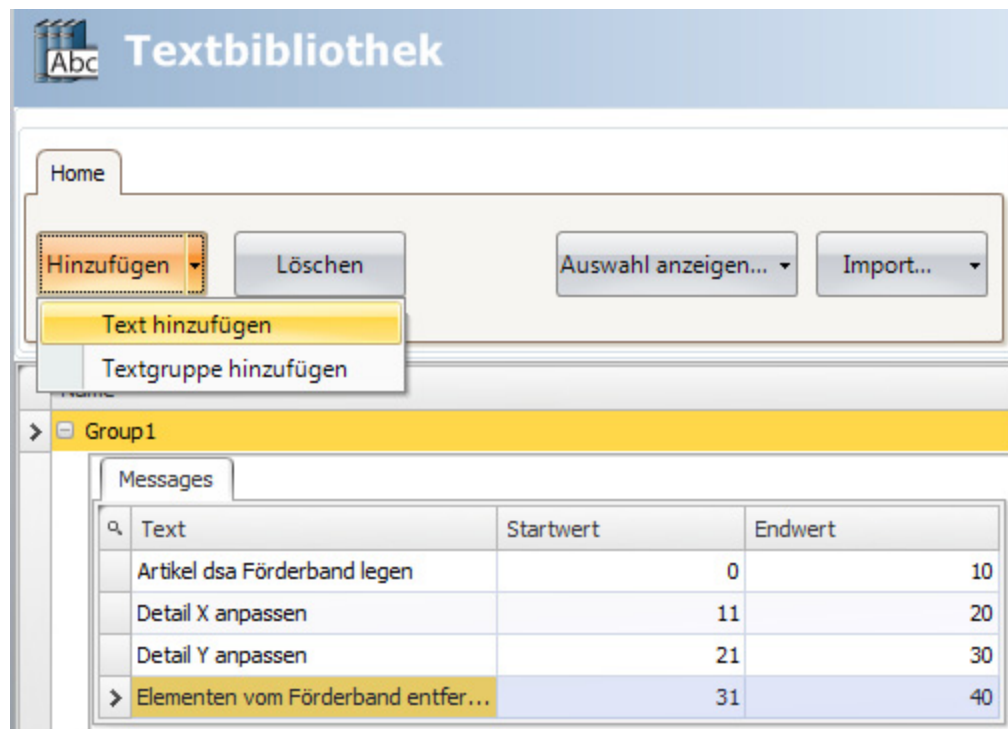 Abc
Textbibliothek
Home
Hinzufügen Löschen Auswahl anzeigen... Import...
Text hinzufügen
Textgruppe hinzufügen
Name
Group1
Messages
Text Startwert Endwert
Artikel dsa Förderband legen 0 10
Detail X anpassen 11 20
Detail Y anpassen 21 30
Elementen vom Förderband entfer... 31 40